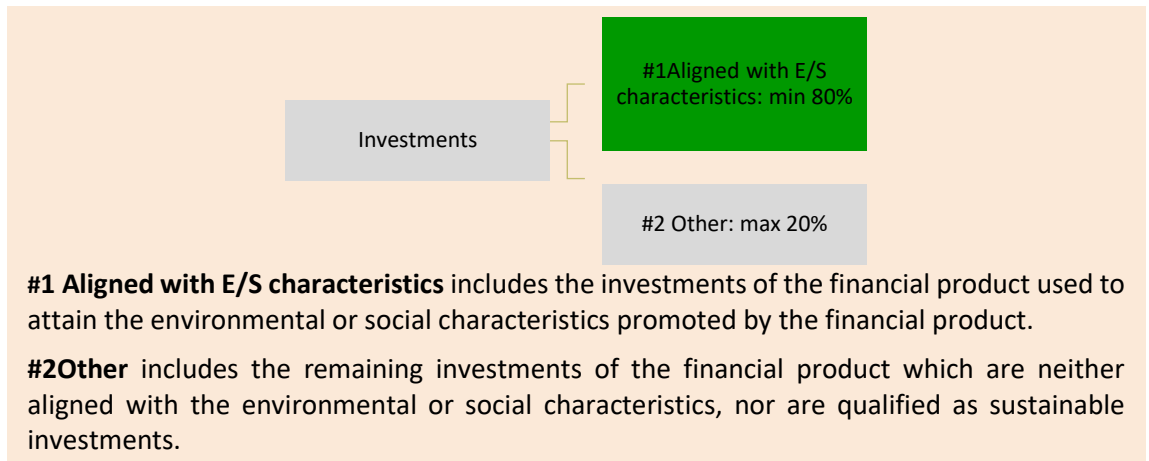 #1Aligned with E/S
characteristics: min 80%
Investments
#2 Other: max 20%
#1 Aligned with E/S characteristics includes the investments of the financial product used to
attain the environmental or social characteristics promoted by the financial product.
#2Other includes the remaining investments of the financial product which are neither
aligned with the environmental or social characteristics, nor are qualified as sustainable
investments.